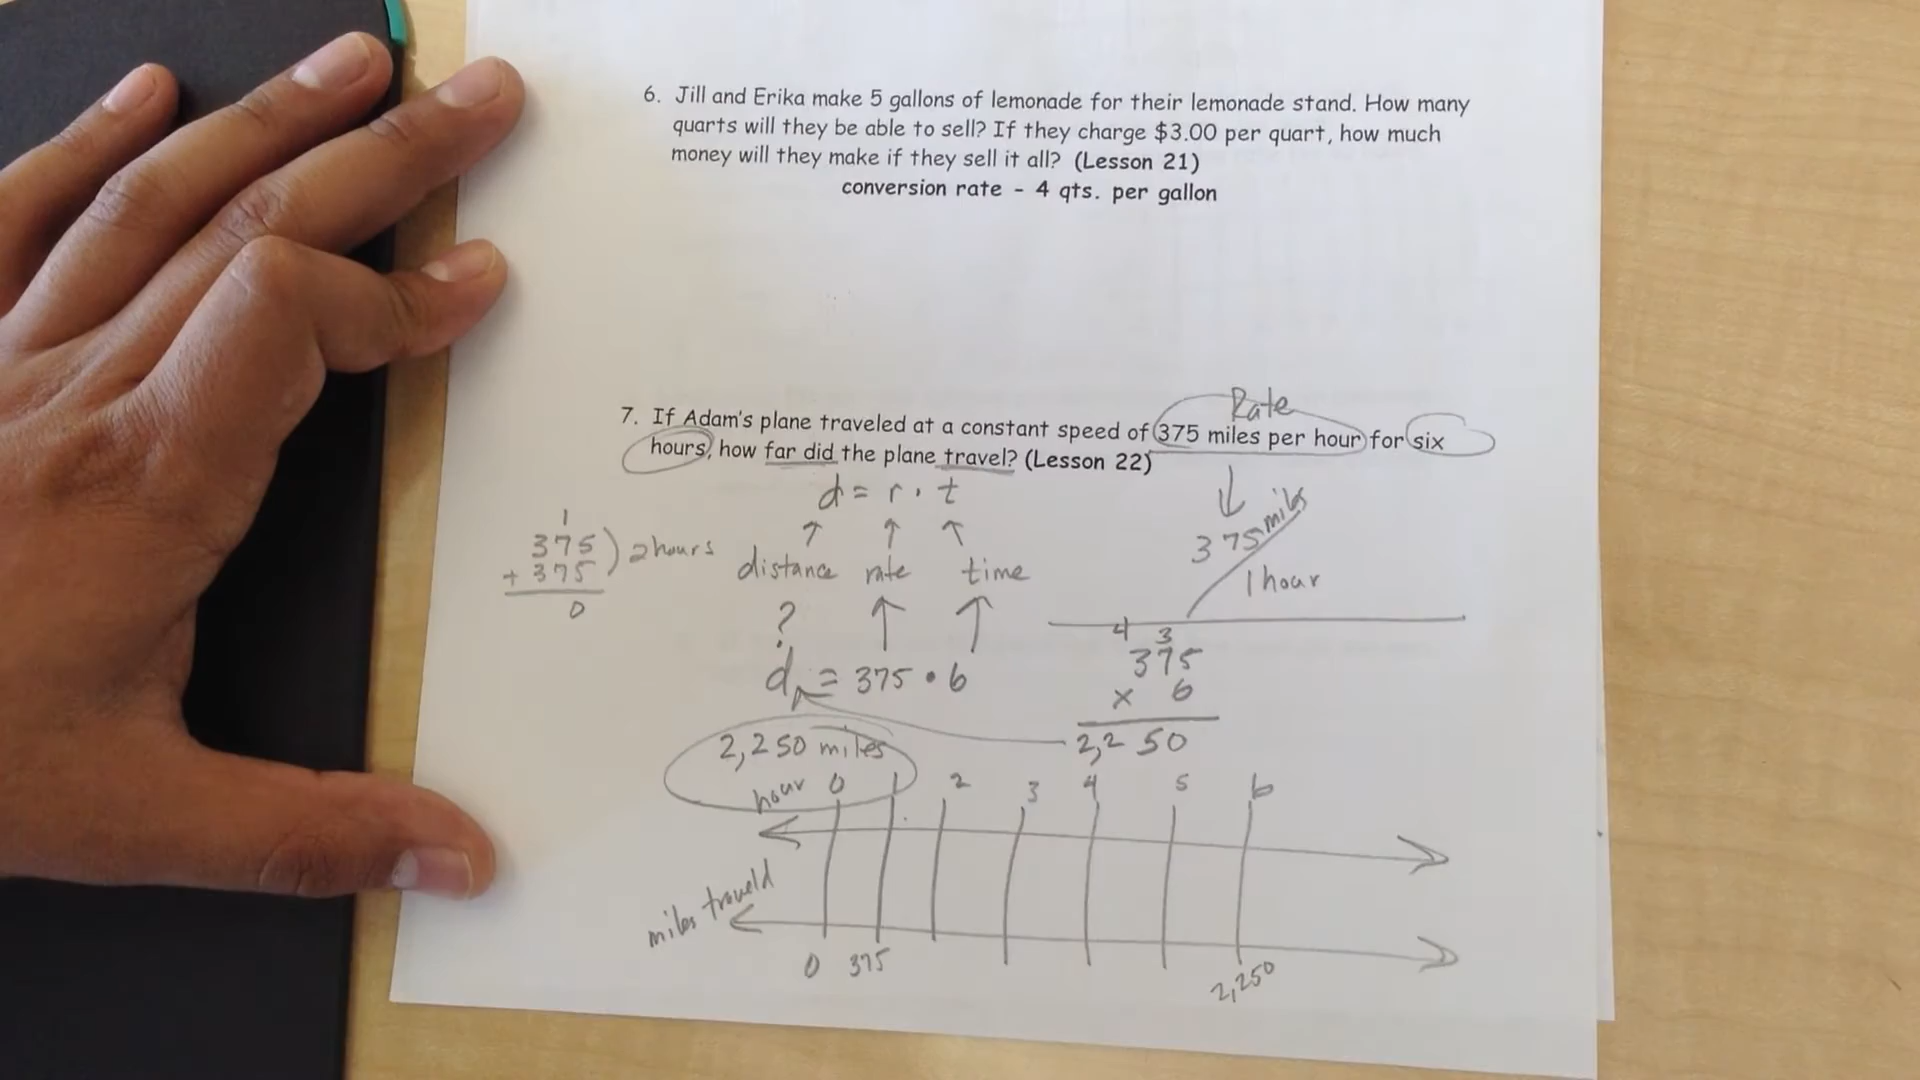 6. Jill and Erika make 5 gallons of lemonade for their lemonade stand. How many
quarts will they be able to sell? If they charge $3.00 per quart, how much
money will they make if they sell it all? (Lesson 21)
conversion rate - 4 qts. per gallon
Rate
7. If Adam's plane traveled at a constant speed of 375 miles per hour for six
hours, how far did the plane travel? (Lesson 22)
d = r · t
distance rate time
?
d = 375 • 6
2,250 miles
1
375
+ 375
0
2 hours
375 miles
1 hour
4 3
375
x 6
2,250
hour 0 1 2 3 4 5 6
miles traveld
0 375 2,250